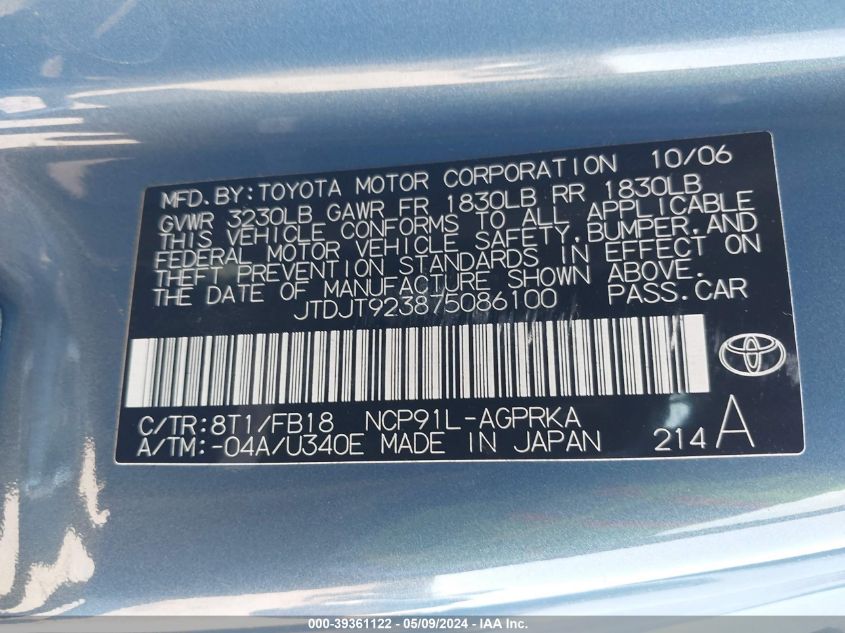 MFD.BY:TOYOTA MOTOR CORPORATION 10/06
GVWR 3230LB GAWR FR 1830LB RR 1830LB
THIS VEHICLE CONFORMS TO ALL APPLICABLE
FEDERAL MOTOR VEHICLE SAFETY,BUMPER,AND
THEFT PREVENTION STANDARDS IN EFFECT ON
THE DATE OF MANUFACTURE SHOWN ABOVE.
JTDJT923875086100 PASS.CAR
C/TR:8T1/FB18 NCP91L-AGPRKA
A/TM:-04A/U340E MADE IN JAPAN 214A
000-39361122 - 05/09/2024 - IAA Inc.